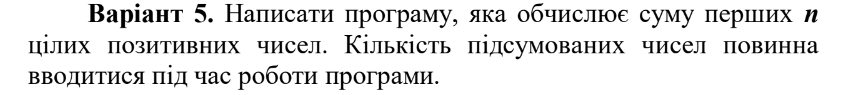 Варіант 5. Написати програму, яка обчислює суму перших n
цілих позитивних чисел. Кількість підсумованих чисел повинна
вводитися під час роботи програми.